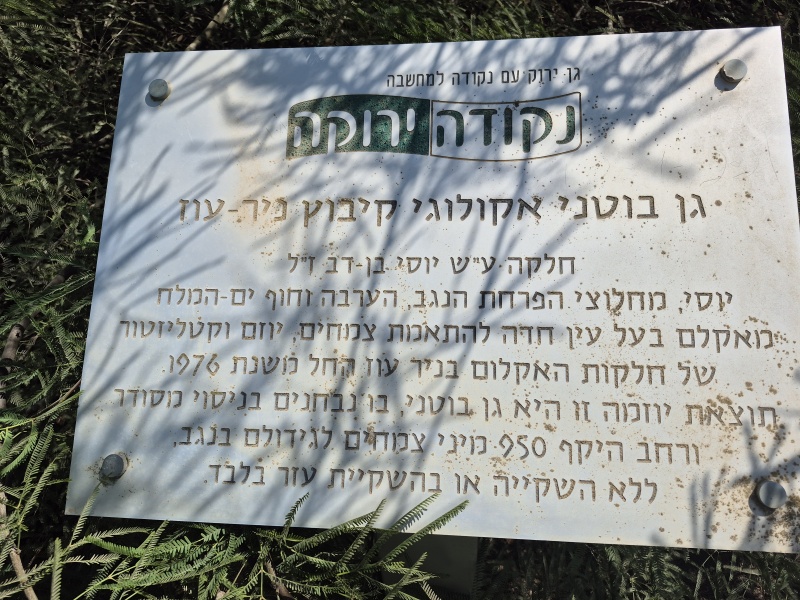 גן ירוק עם נקודה למחשבה
נקודה ירוקה
גן בוטני אקולוגי קיבוץ ניר-עוז
חלקה ע"ש יוסי בן-דב ז"ל
יוסי, מחלוצי הפרחת הנגב, הערבה וחוף ים-המלח
מאקלם בעל עין חדה להתאמת צמחים, יוזם וקטליזטור
של חלקות האקלום בניר עוז החל משנת 1976.
תוצאת יוזמה זו היא גן בוטני, בו נבחנים בניסוי מסודר
ורחב היקף 950 מיני צמחים לגידולם בנגב,
ללא השקייה או בהשקיית עזר בלבד.